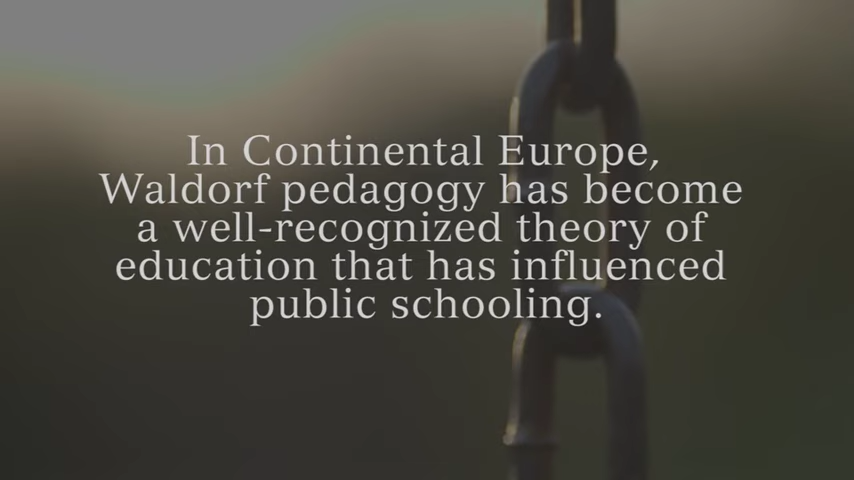 In Continental Europe,
Waldorf pedagogy has become
a well-recognized theory of
education that has influenced
public schooling.